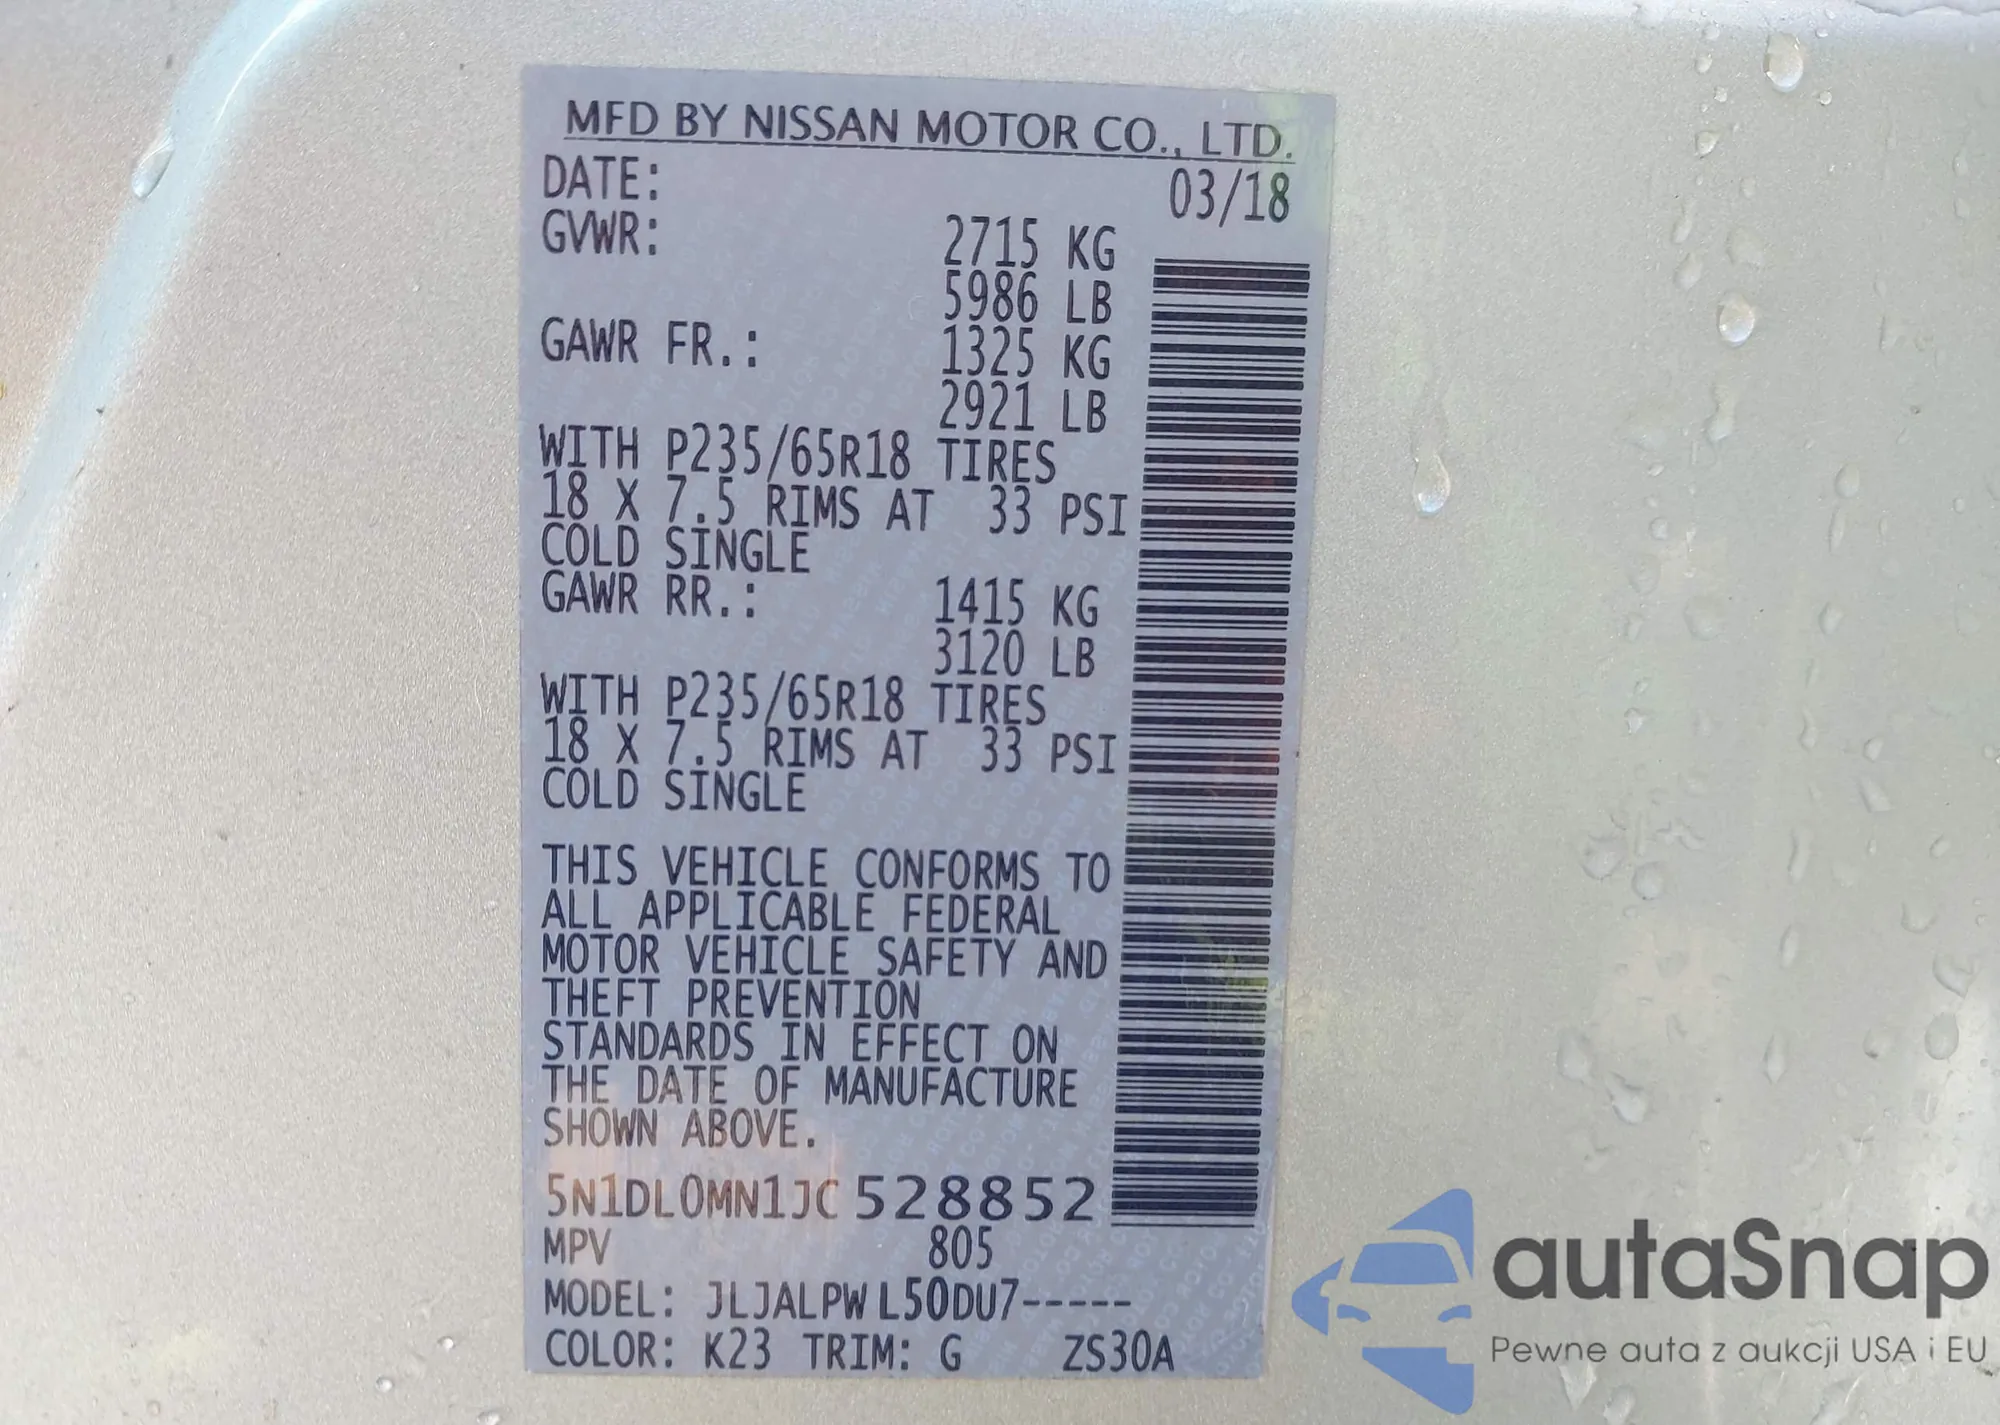 MFD BY NISSAN MOTOR CO., LTD.
DATE: 03/18
GVWR: 2715 KG
5986 LB
GAWR FR.: 1325 KG
2921 LB
WITH P235/65R18 TIRES
18 X 7.5 RIMS AT 33 PSI
COLD SINGLE
GAWR RR.: 1415 KG
3120 LB
WITH P235/65R18 TIRES
18 X 7.5 RIMS AT 33 PSI
COLD SINGLE
THIS VEHICLE CONFORMS TO
ALL APPLICABLE FEDERAL
MOTOR VEHICLE SAFETY AND
THEFT PREVENTION
STANDARDS IN EFFECT ON
THE DATE OF MANUFACTURE
SHOWN ABOVE.
5N1DL0MN1JC528852
MPV 805
MODEL: JLJALPWL50DU7-----
COLOR: K23 TRIM: G ZS30A
autaSnap
Pewne auta z aukcji USA i EU